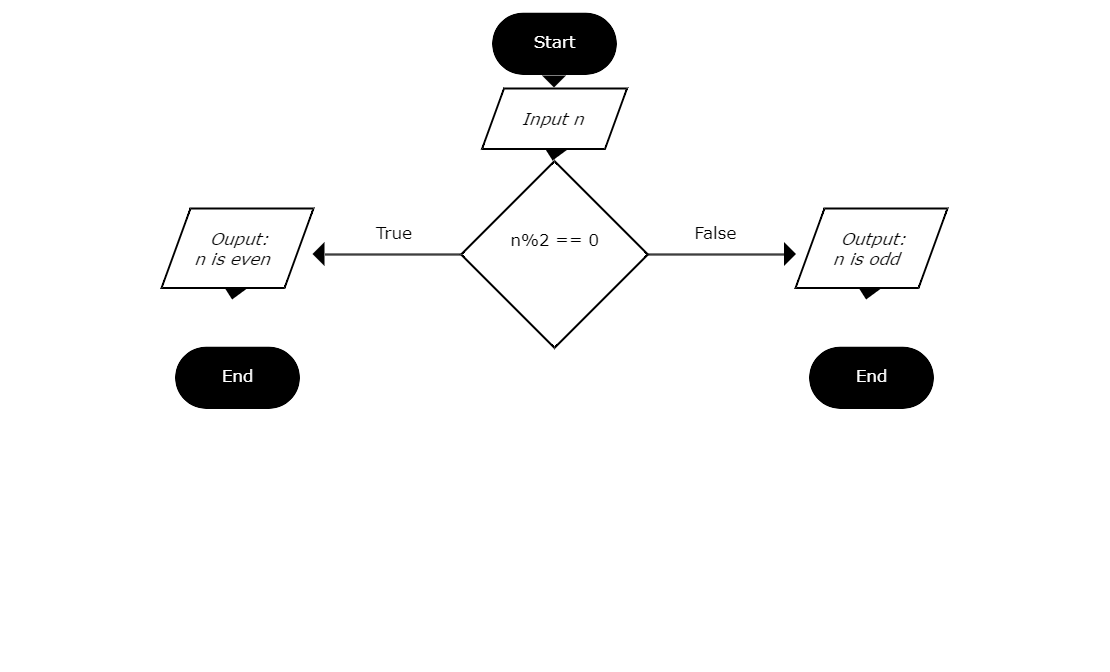 Start
Input n
n%2 == 0
True
False
Ouput:
n is even
Output:
n is odd
End
End